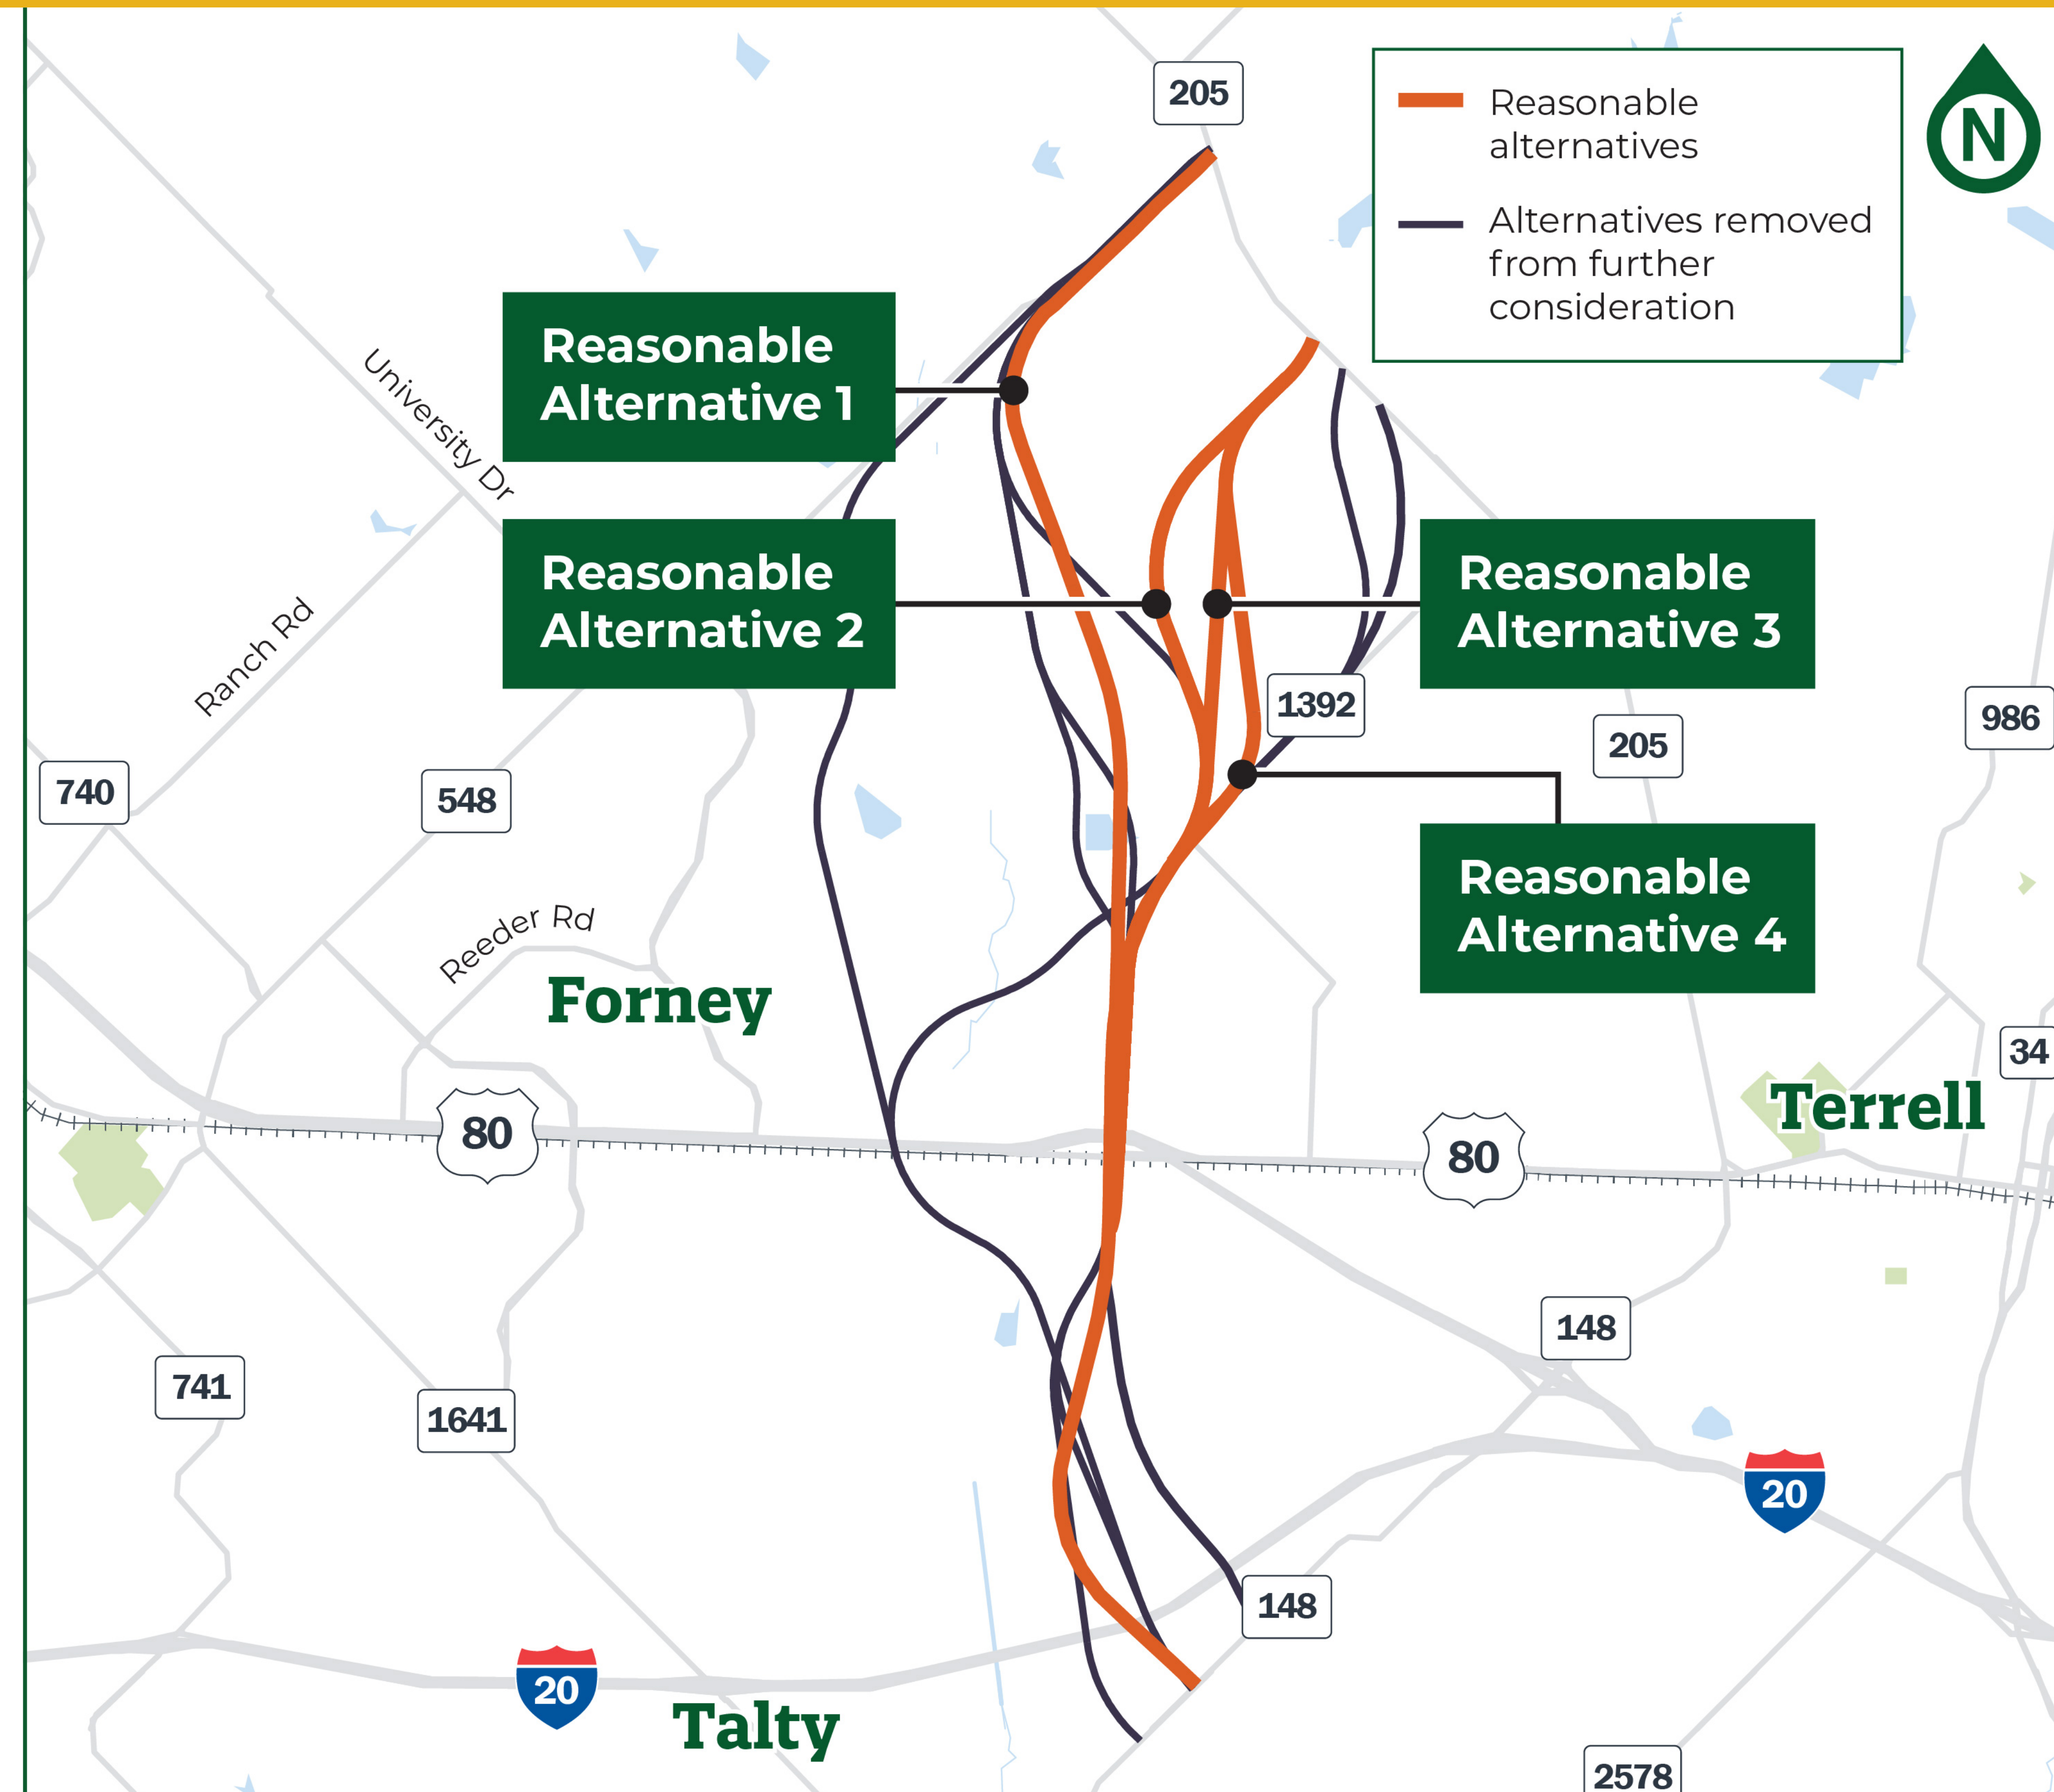 205
Reasonable
alternatives
Alternatives removed
from further
consideration
N
Reasonable
Alternative 1
University Dr
Reasonable
Alternative 2
Reasonable
Alternative 3
Ranch Rd
1392
205
986
740
548
Reasonable
Alternative 4
Reeder Rd
Forney
34
Terrell
80
80
148
741
1641
20
148
20
Talty
2578